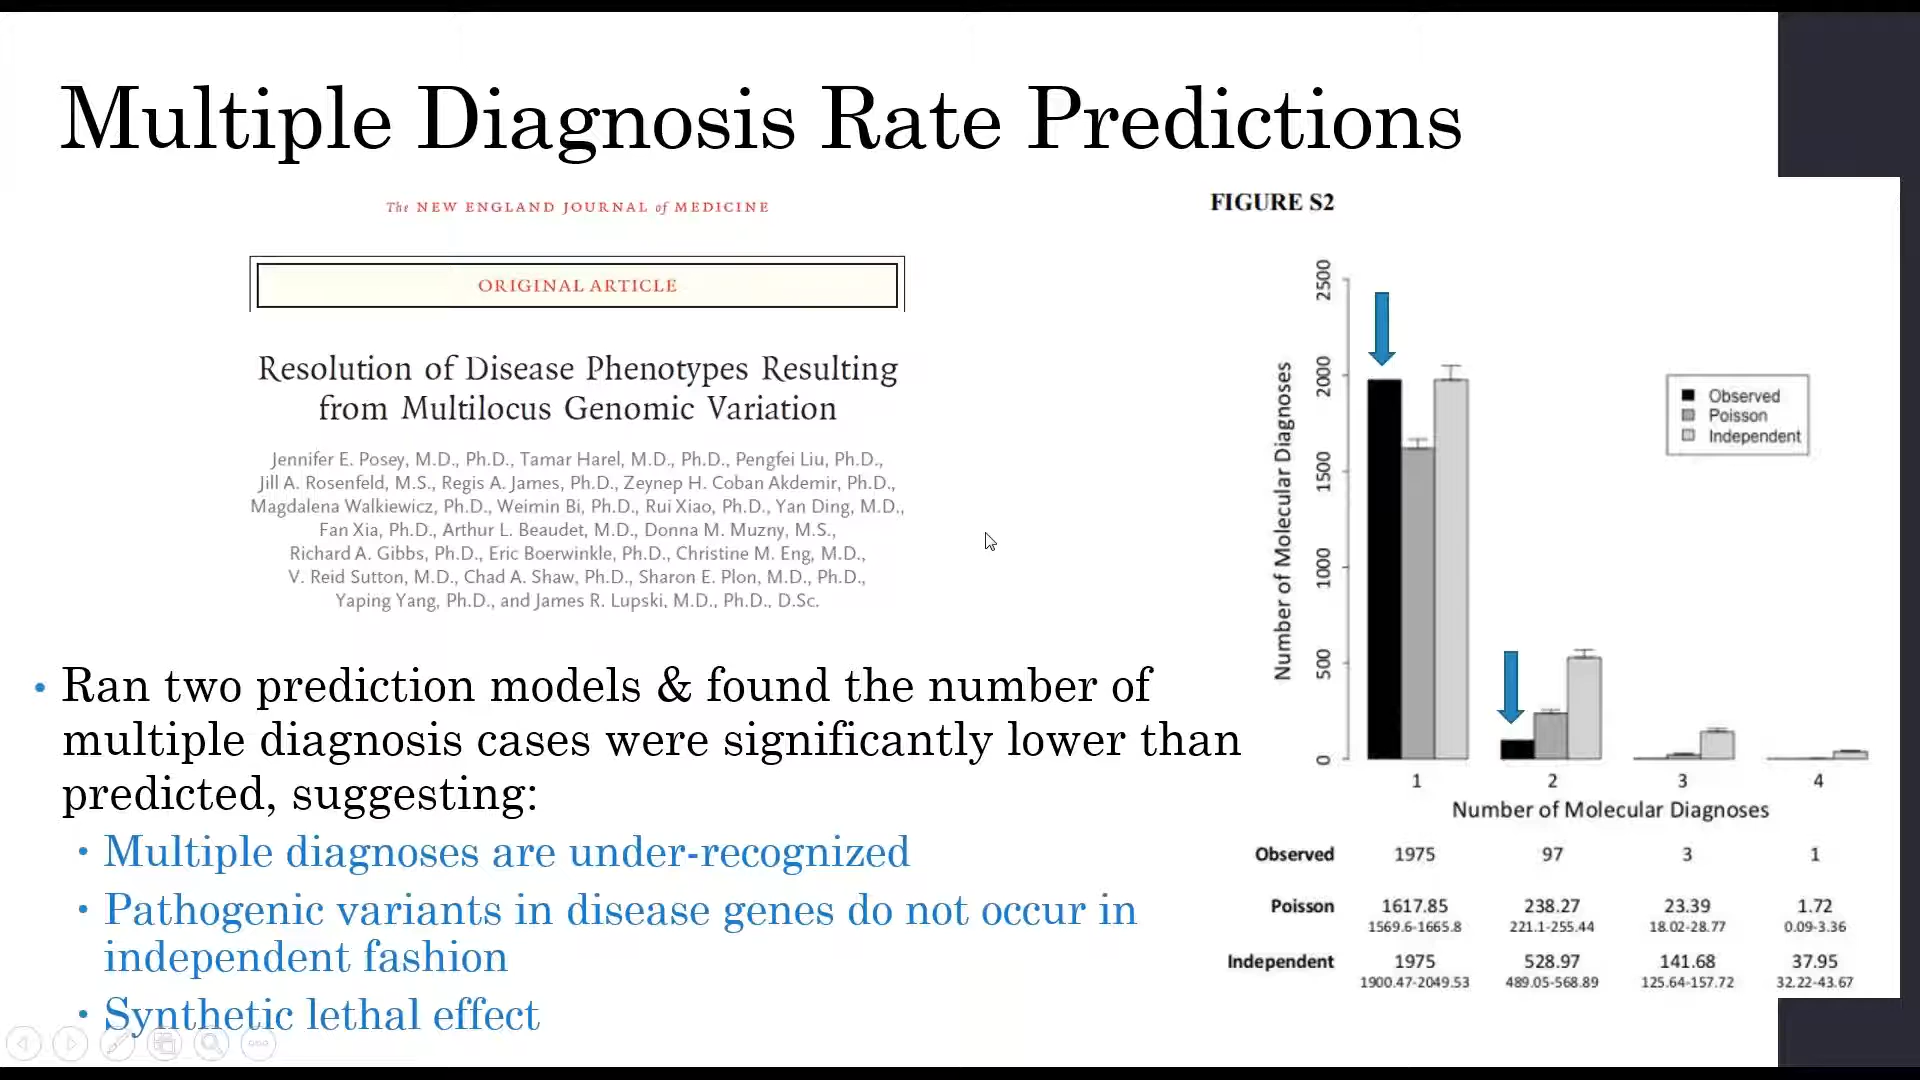 Multiple Diagnosis Rate Predictions
The NEW ENGLAND JOURNAL of MEDICINE
ORIGINAL ARTICLE
Resolution of Disease Phenotypes Resulting
from Multilocus Genomic Variation
Jennifer E. Posey, M.D., Ph.D., Tamar Harel, M.D., Ph.D., Pengfei Liu, Ph.D.,
Jill A. Rosenfeld, M.S., Regis A. James, Ph.D., Zeynep H. Coban Akdemir, Ph.D.,
Magdalena Walkiewicz, Ph.D., Weimin Bi, Ph.D., Rui Xiao, Ph.D., Yan Ding, M.D.,
Fan Xia, Ph.D., Arthur L. Beaudet, M.D., Donna M. Muzny, M.S.,
Richard A. Gibbs, Ph.D., Eric Boerwinkle, Ph.D., Christine M. Eng, M.D.,
V. Reid Sutton, M.D., Chad A. Shaw, Ph.D., Sharon E. Plon, M.D., Ph.D.,
Yaping Yang, Ph.D., and James R. Lupski, M.D., Ph.D., D.Sc.
• Ran two prediction models & found the number of
multiple diagnosis cases were significantly lower than
predicted, suggesting:
• Multiple diagnoses are under-recognized
• Pathogenic variants in disease genes do not occur in
independent fashion
• Synthetic lethal effect
FIGURE S2
Number of Molecular Diagnoses
2500
2000
1500
1000
500
0
Observed
Poisson
Independent
1 2 3 4
Number of Molecular Diagnoses
Observed 1975 97 3 1
Poisson 1617.85 238.27 23.39 1.72
1569.6-1665.8 221.1-255.44 18.02-28.77 0.09-3.36
Independent 1975 528.97 141.68 37.95
1900.47-2049.53 489.05-568.89 125.64-157.72 32.22-43.67